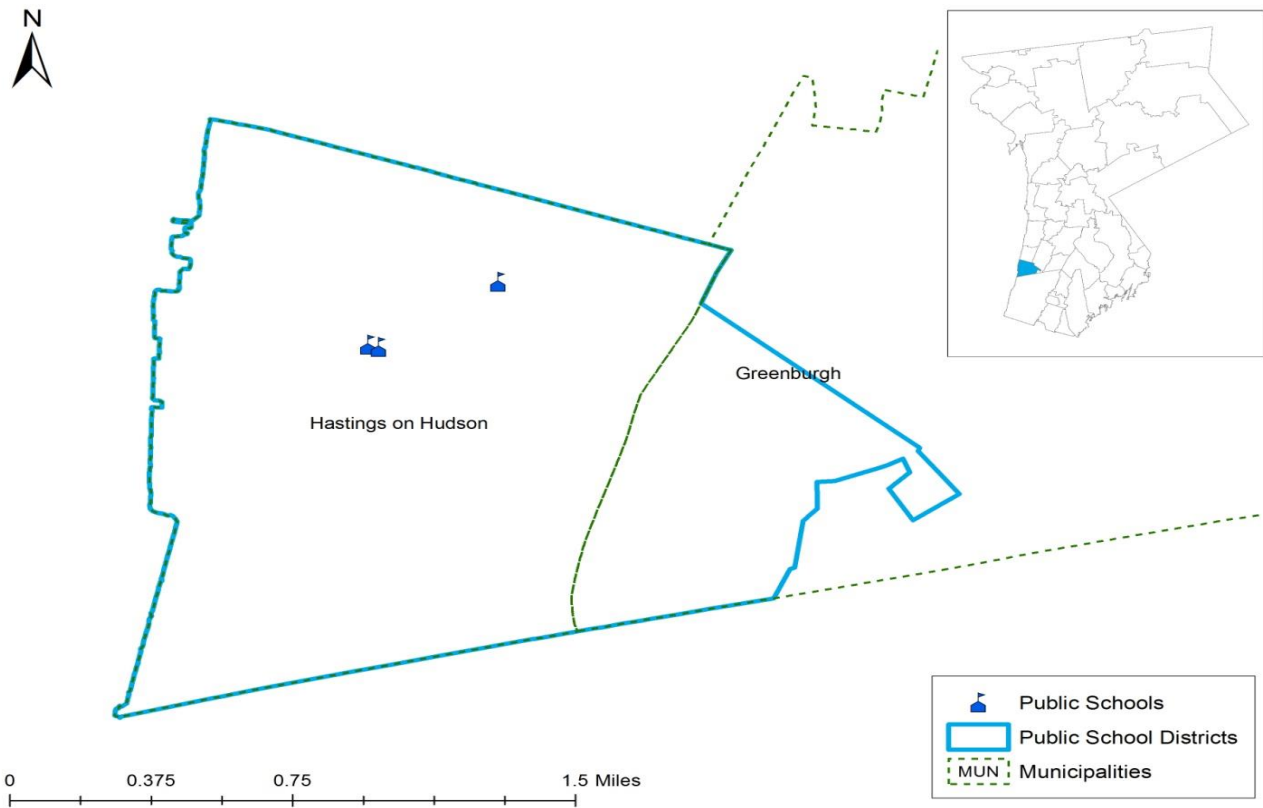 N
Greenburgh
Hastings on Hudson
Public Schools
Public School Districts
MUN Municipalities
0 0.375 0.75 1.5 Miles